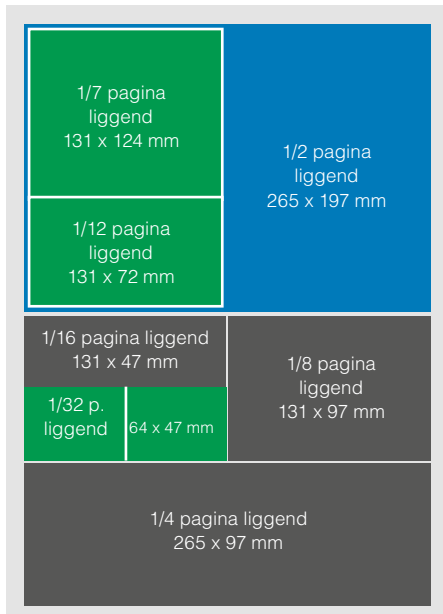 1/7 pagina
liggend
131 x 124 mm
1/12 pagina
liggend
131 x 72 mm
1/2 pagina
liggend
265 x 197 mm
1/16 pagina liggend
131 x 47 mm
1/32 p.
liggend
64 x 47 mm
1/8 pagina
liggend
131 x 97 mm
1/4 pagina liggend
265 x 97 mm